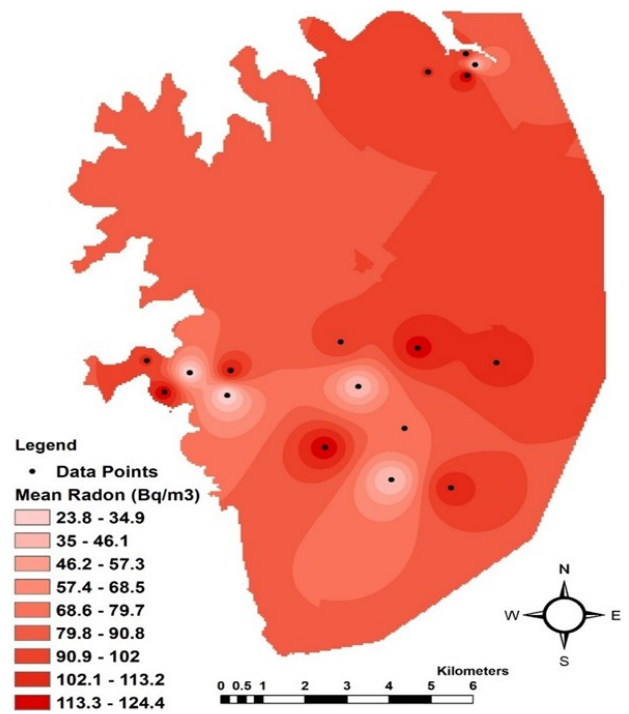 Legend
Data Points
Mean Radon (Bq/m3)
23.8 - 34.9
35 - 46.1
46.2 - 57.3
57.4 - 68.5
68.6 - 79.7
79.8 - 90.8
90.9 - 102
102.1 - 113.2
113.3 - 124.4
N
W E
S
Kilometers
0 0.5 1 2 3 4 5 6